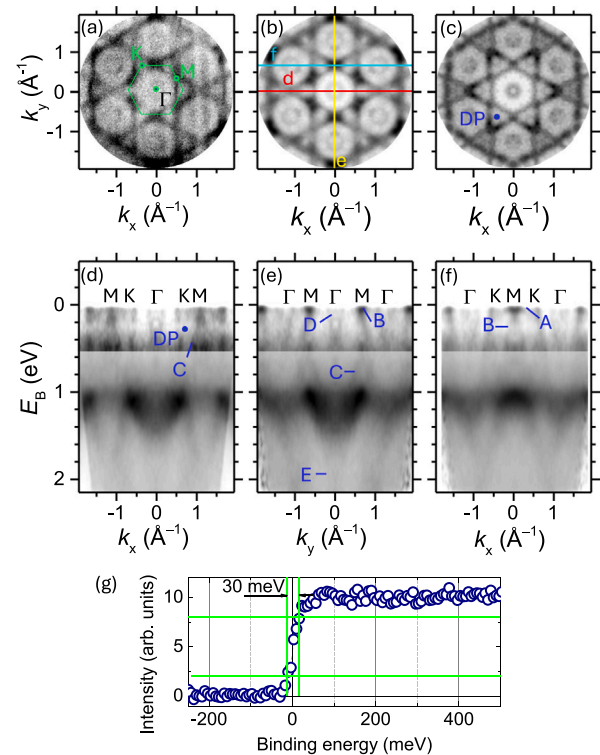 (a) (b) (c)
K M Γ
f d e
DP
k_y (Å⁻¹)
1 0 -1
-1 0 1 -1 0 1 -1 0 1
k_x (Å⁻¹) k_x (Å⁻¹) k_x (Å⁻¹)
(d) (e) (f)
M K Γ K M Γ M M Γ Γ K M K Γ
DP C
D B C E
B A
E_B (eV)
0 1 2
-1 0 1 -1 0 1 -1 0 1
k_x (Å⁻¹) k_y (Å⁻¹) k_x (Å⁻¹)
(g)
30 meV
Intensity (arb. units)
10
5
0
-200 0 200 400
Binding energy (meV)